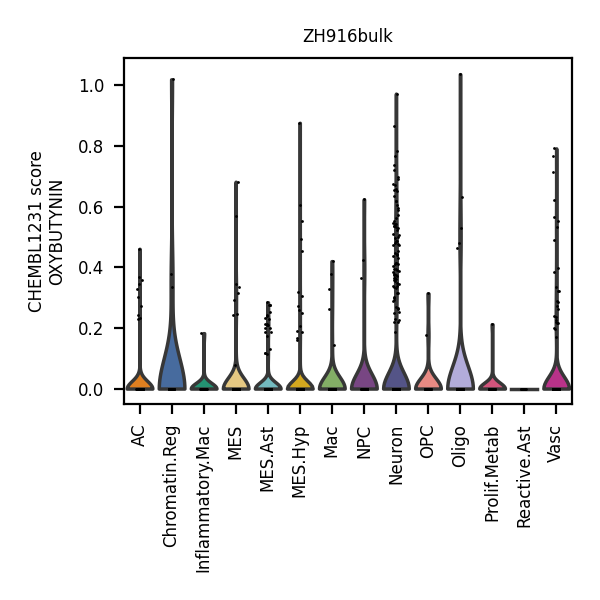 ZH916bulk
CHEMBL1231 score
OXYBUTYNIN
1.0
0.8
0.6
0.4
0.2
0.0
AC
Chromatin.Reg
Inflammatory.Mac
MES
MES.Ast
MES.Hyp
Mac
NPC
Neuron
OPC
Oligo
Prolif.Metab
Reactive.Ast
Vasc